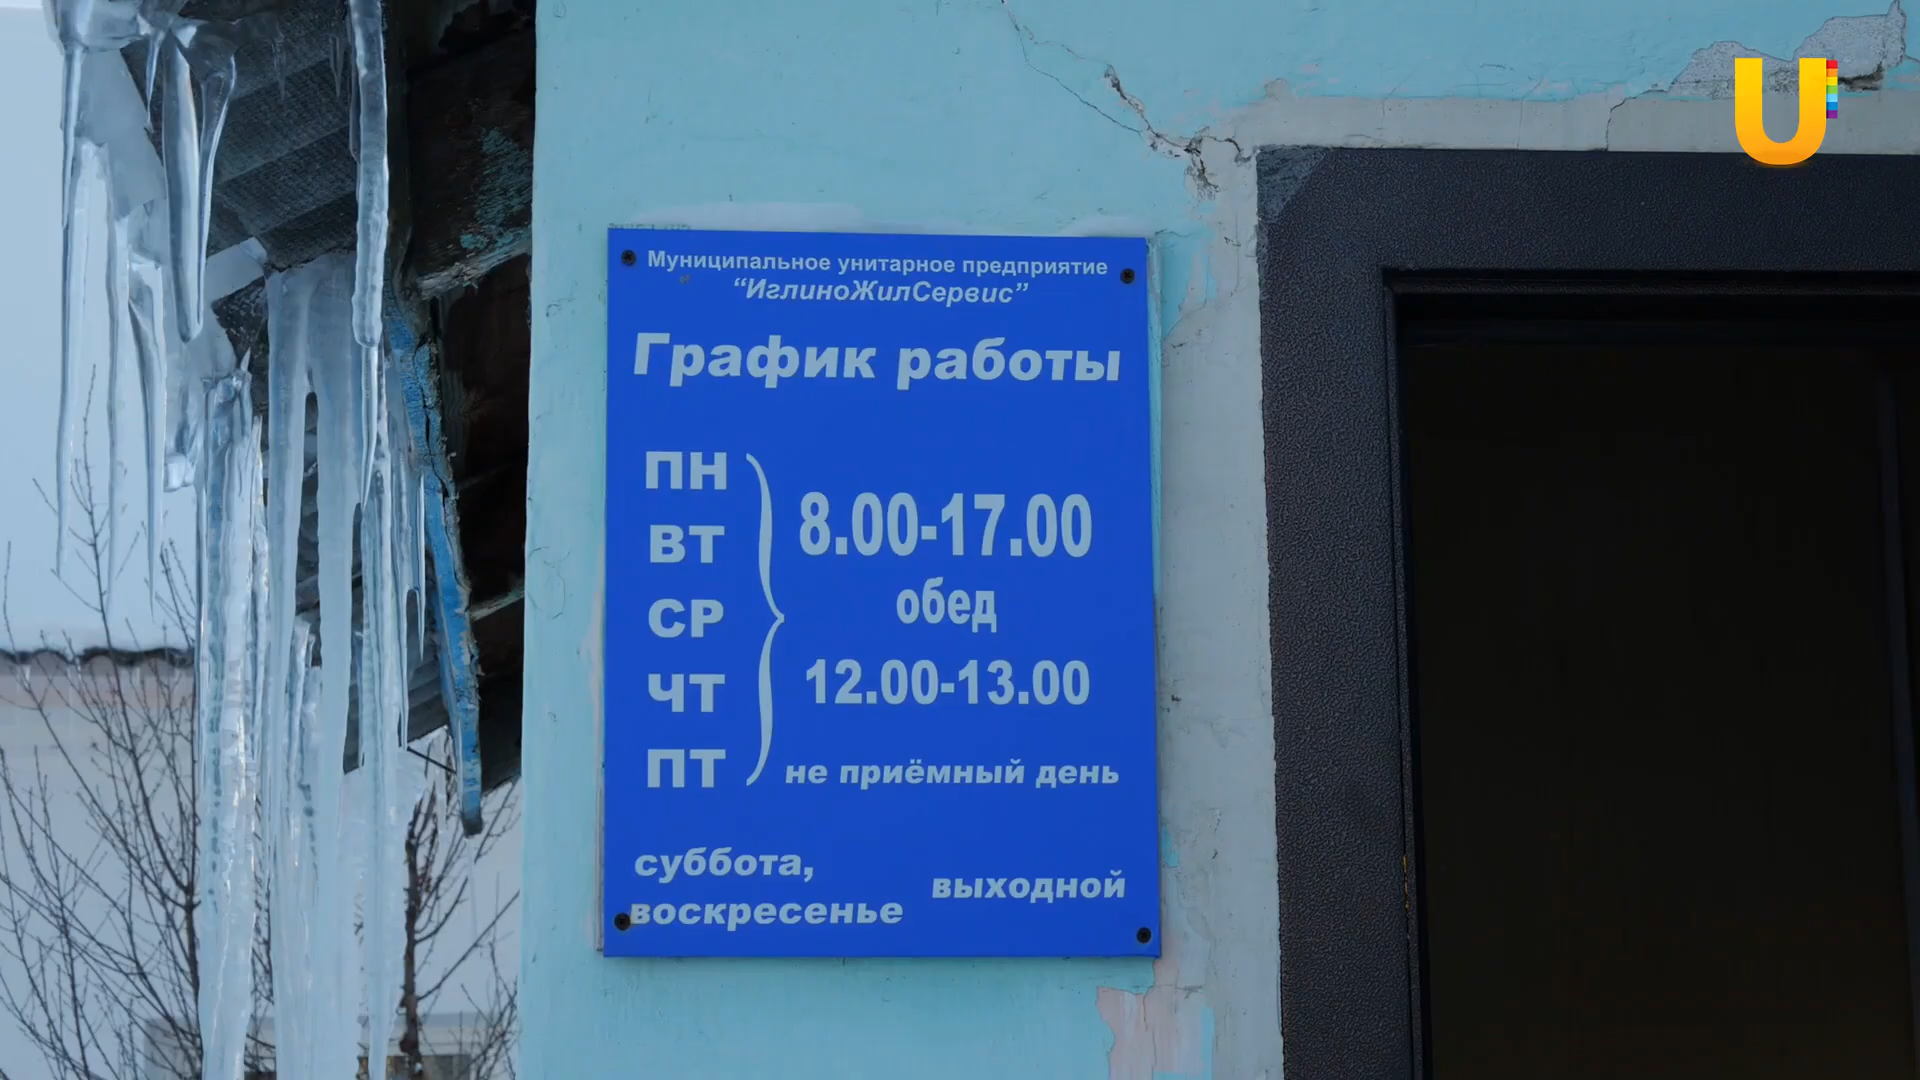 Муниципальное унитарное предприятие
“ИглиноЖилСервис”
График работы
ПН
ВТ
СР
ЧТ
ПТ
8.00-17.00
обед
12.00-13.00
не приёмный день
суббота,
воскресенье
выходной
U